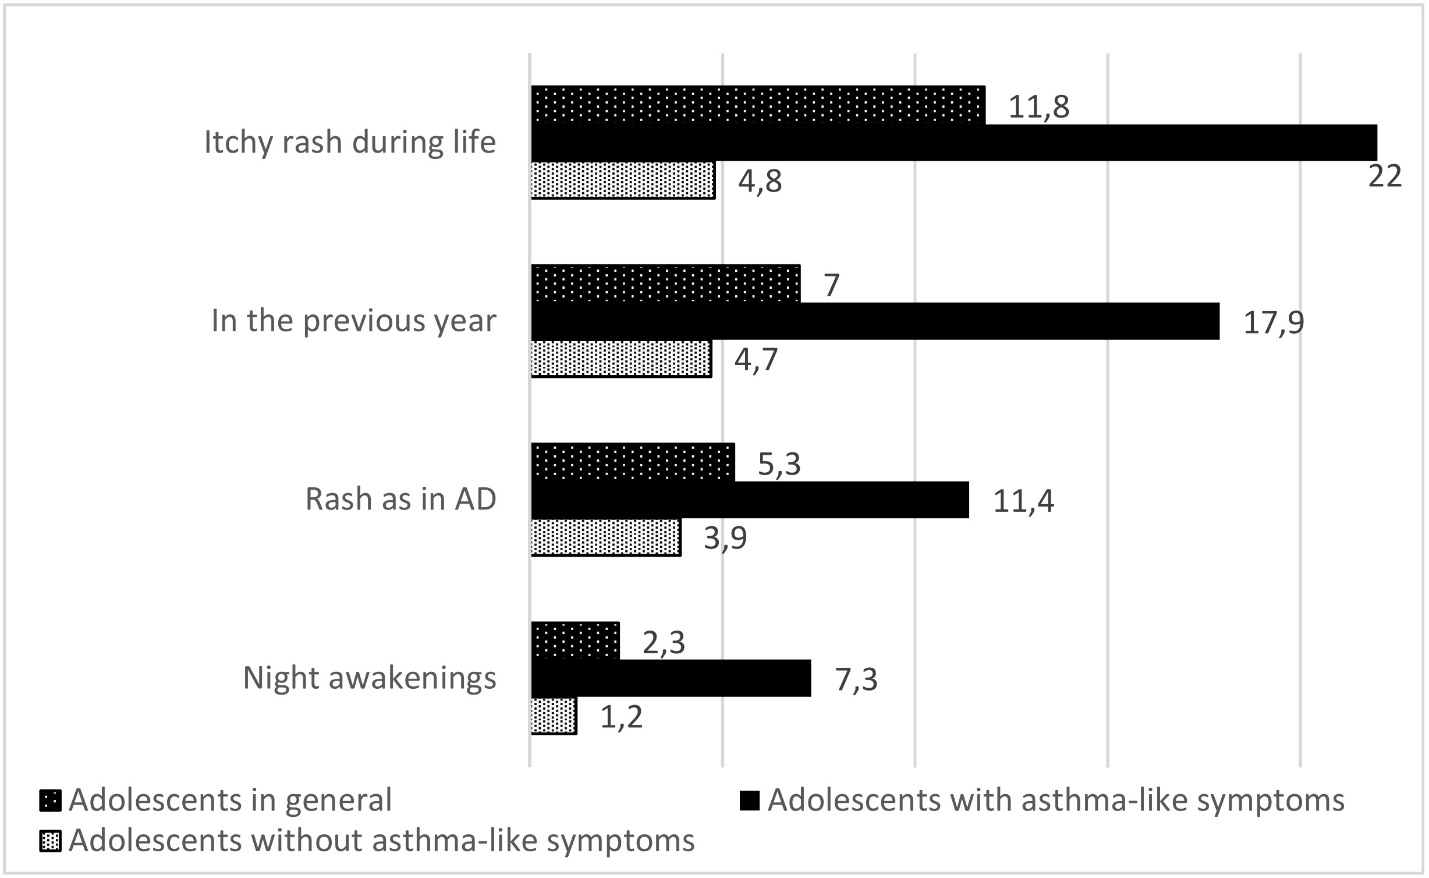 11,8
Itchy rash during life
22
4,8
7
In the previous year
17,9
4,7
5,3
Rash as in AD
11,4
3,9
2,3
Night awakenings
7,3
1,2
Adolescents in general
Adolescents with asthma-like symptoms
Adolescents without asthma-like symptoms